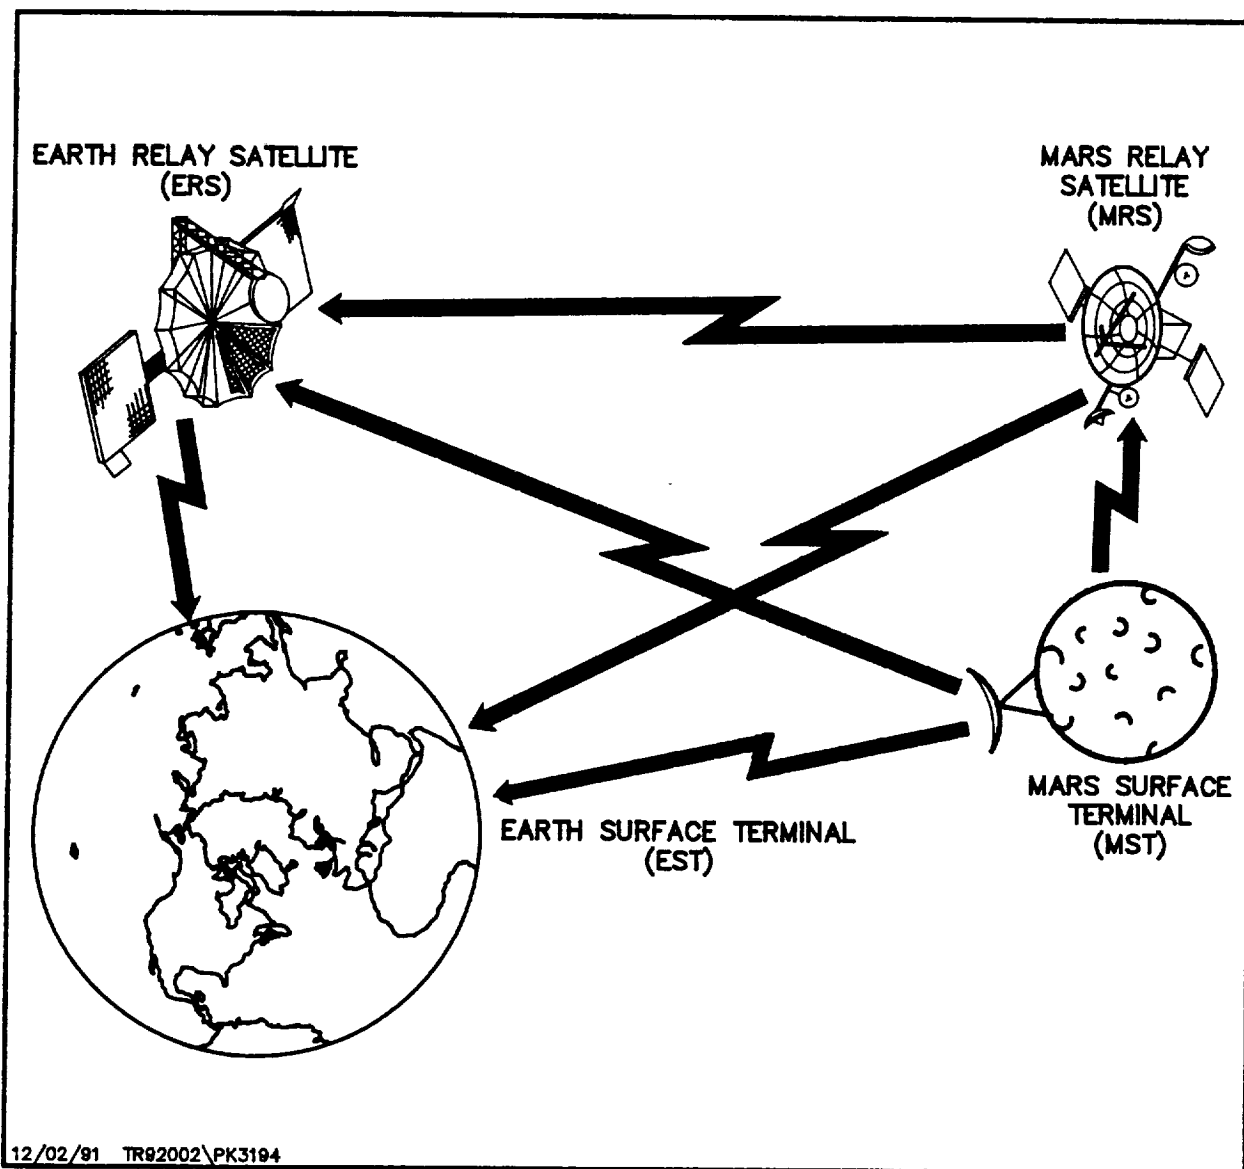 EARTH RELAY SATELLITE
(ERS)
MARS RELAY
SATELLITE
(MRS)
EARTH SURFACE TERMINAL
(EST)
MARS SURFACE
TERMINAL
(MST)
12/02/91 TR92002\PK3194